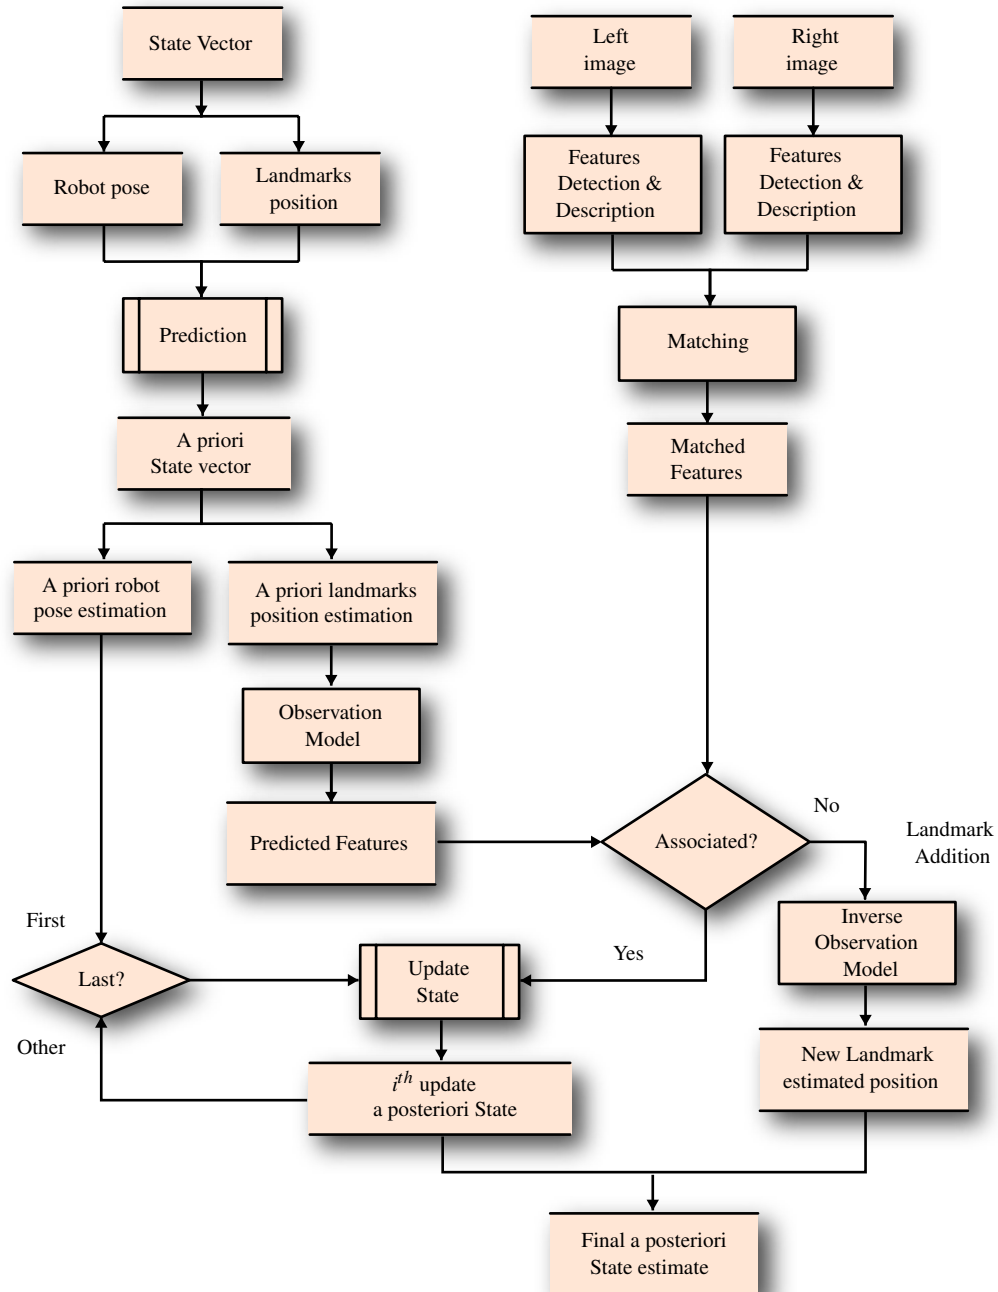 State Vector
Left
image
Right
image
Robot pose
Landmarks
position
Features
Detection &
Description
Features
Detection &
Description
Prediction
Matching
A priori
State vector
Matched
Features
A priori robot
pose estimation
A priori landmarks
position estimation
Observation
Model
Predicted Features
Associated?
No
Landmark
Addition
Inverse
Observation
Model
First
Last?
Other
Update
State
Yes
i^th update
a posteriori State
New Landmark
estimated position
Final a posteriori
State estimate